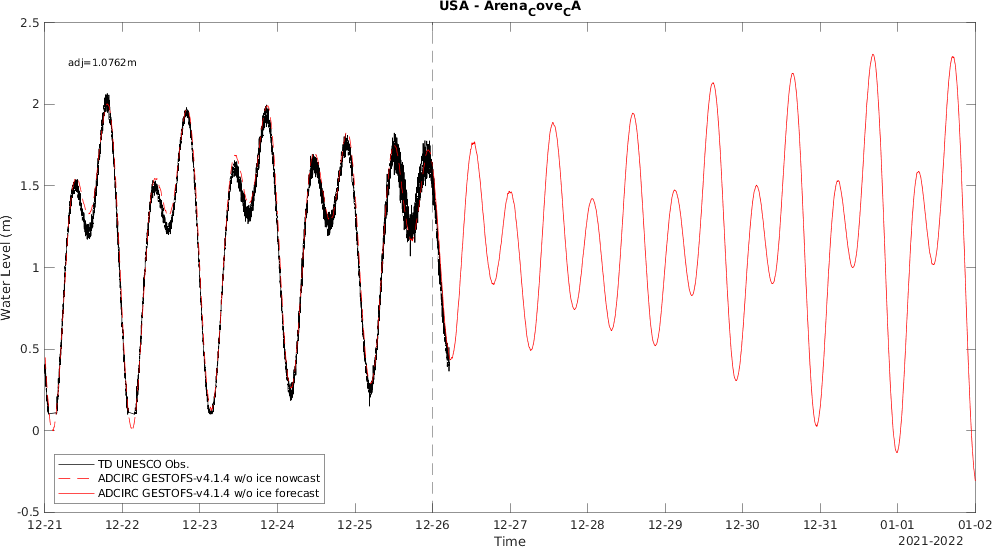 USA - ArenaCoveCA
adj=1.0762m
2.5
2
1.5
1
0.5
0
-0.5
Water Level (m)
TD UNESCO Obs.
ADCIRC GESTOFS-v4.1.4 w/o ice nowcast
ADCIRC GESTOFS-v4.1.4 w/o ice forecast
12-21 12-22 12-23 12-24 12-25 12-26 12-27 12-28 12-29 12-30 12-31 01-01 01-02
Time
2021-2022